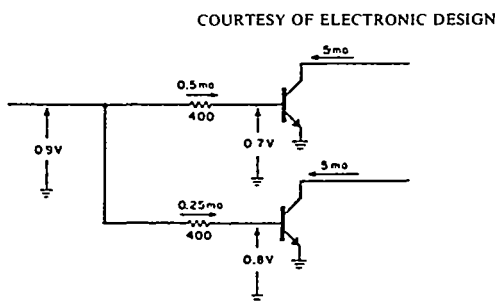 COURTESY OF ELECTRONIC DESIGN
5ma
0.5ma
400
0.9V
0.7V
5ma
0.25ma
400
0.8V